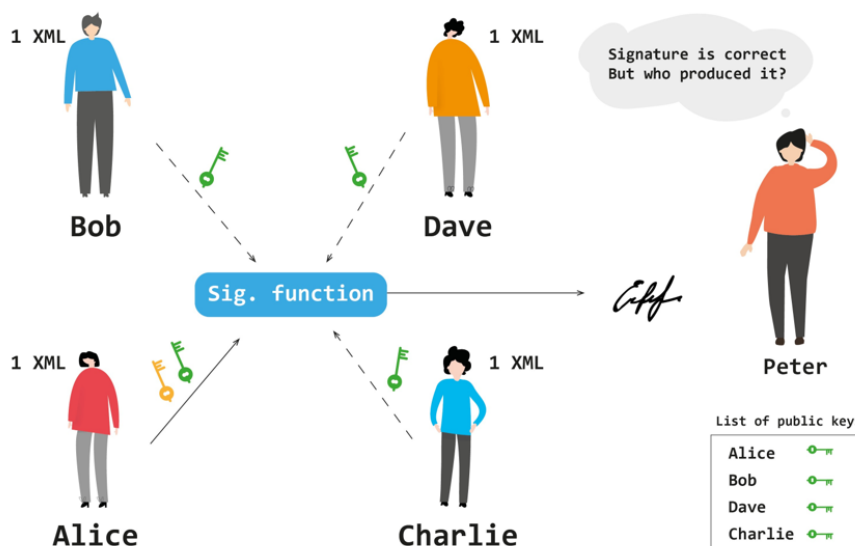 1 XML
1 XML
Signature is correct
But who produced it?
Bob
Dave
Sig. function
1 XML
1 XML
Peter
Alice
Charlie
List of public key
Alice
Bob
Dave
Charlie